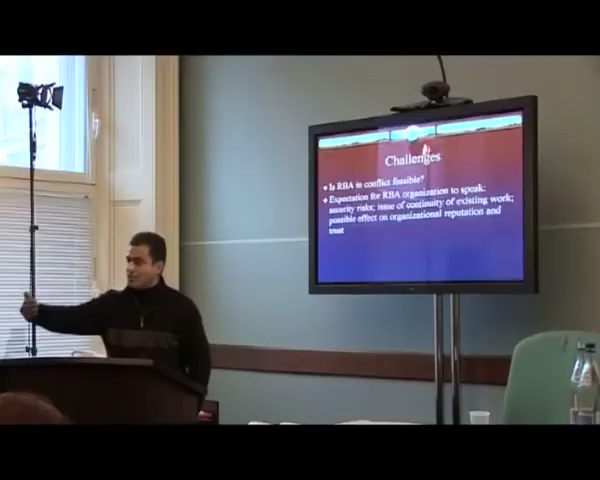 Challenges
Is RBA in conflict feasible?
Expectation for RBA organization to speak:
security risks; issue of continuity of existing work;
possible effect on organizational reputation and
trust